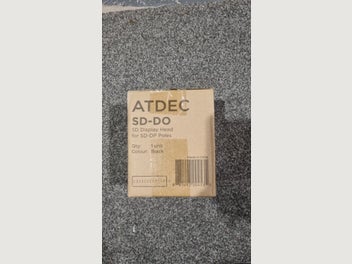 ATDEC
SD-DO
SD Display Head
for SD-DP Poles
Qty: 1 unit
Colour: Black